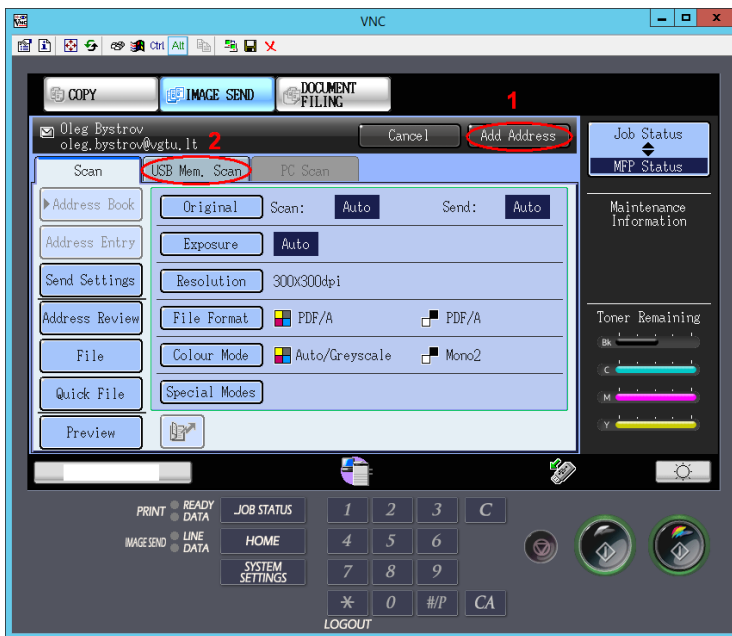 VNC
Ctrl Alt
COPY
IMAGE SEND
DOCUMENT
FILING
1
Oleg Bystrov
oleg.bystrov@vgtu.lt
2
Cancel
Add Address
Job Status
MFP Status
Scan
USB Mem. Scan
PC Scan
Address Book
Original
Scan:
Auto
Send:
Auto
Maintenance
Information
Address Entry
Exposure
Auto
Send Settings
Resolution
300X300dpi
Address Review
File Format
PDF/A
PDF/A
Toner Remaining
Bk
File
Colour Mode
Auto/Greyscale
Mono2
C
Quick File
Special Modes
M
Preview
Y
PRINT
READY
DATA
JOB STATUS
1 2 3 C
IMAGE SEND
LINE
DATA
HOME
4 5 6
SYSTEM
SETTINGS
7 8 9
* 0 #/P CA
LOGOUT